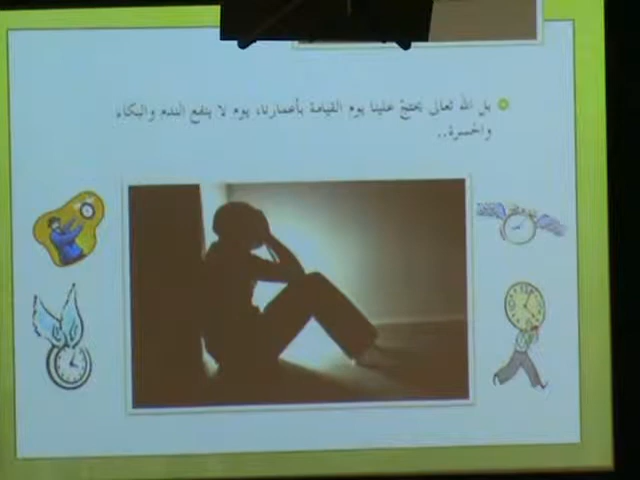 بل الله تعالى يحتجّ علينا يوم القيامة بأعمارنا، يوم لا ينفع الندم والبكاء
والحسرة..